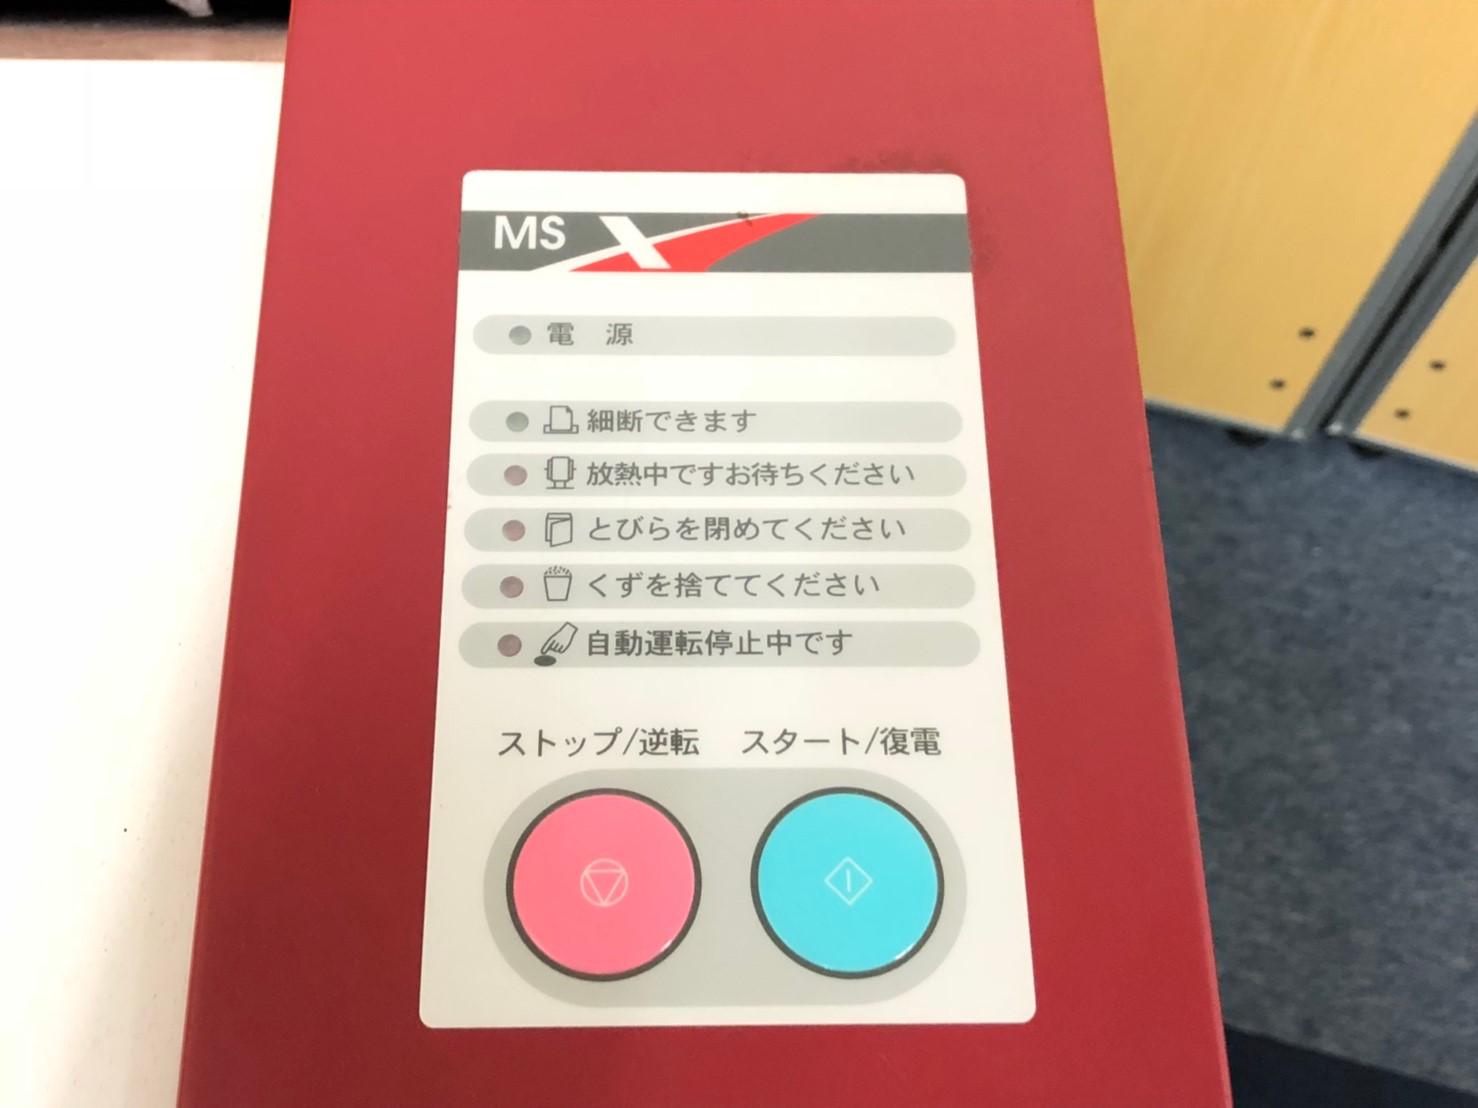 MS X
電 源
細断できます
放熱中ですお待ちください
とびらを閉めてください
くずを捨ててください
自動運転停止中です
ストップ/逆転 スタート/復電